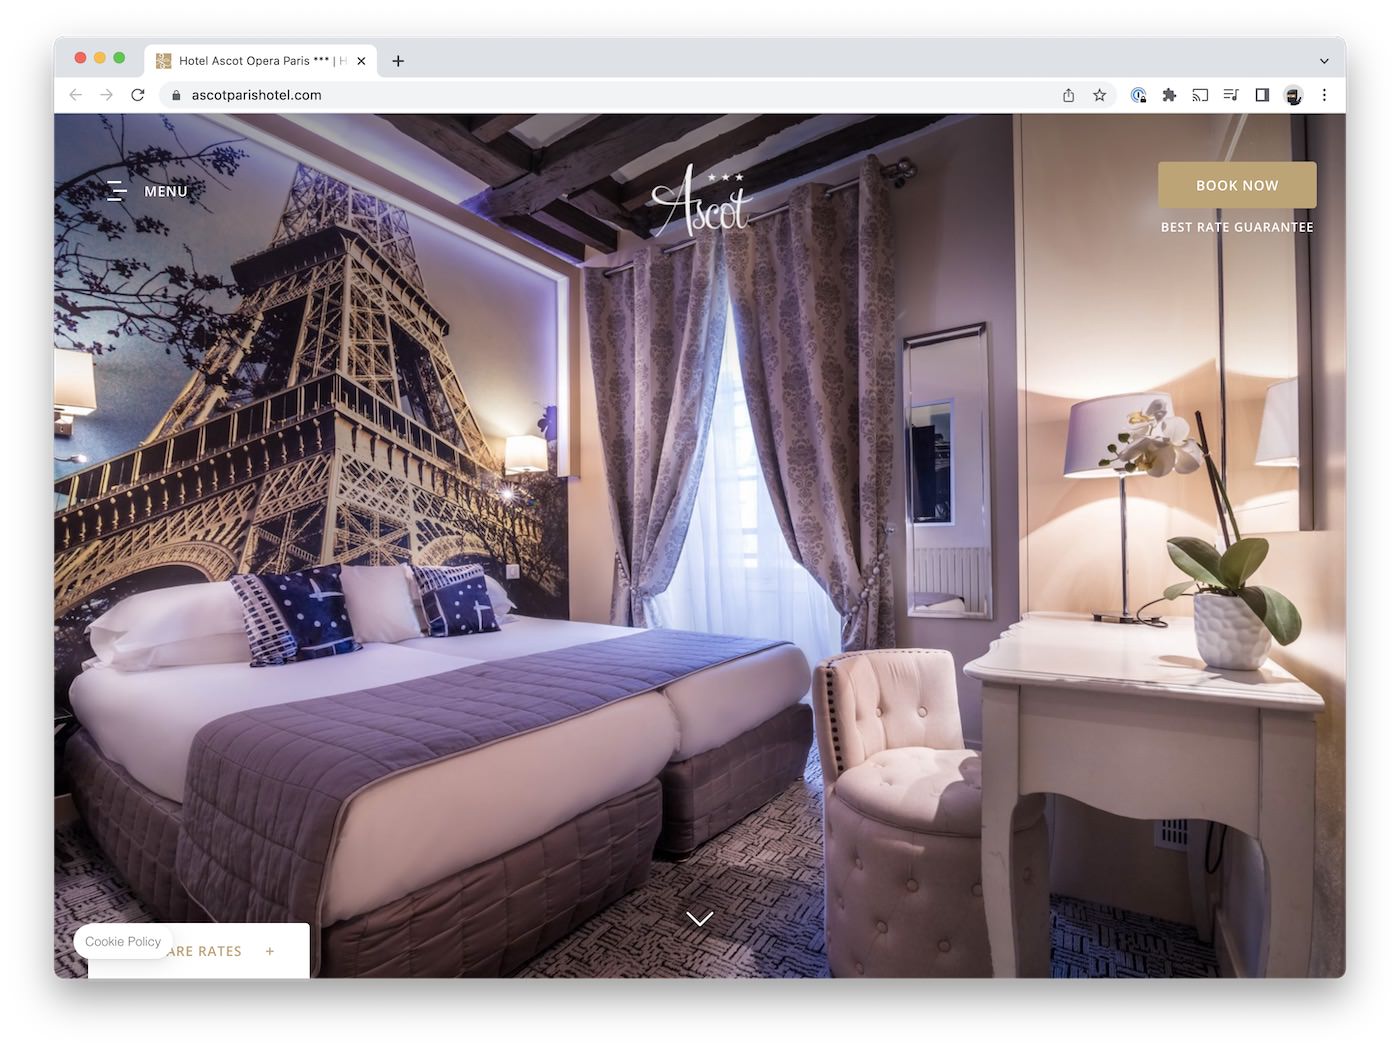 Hotel Ascot Opera Paris *** | H
ascotparishotel.com
MENU
Ascot
BOOK NOW
BEST RATE GUARANTEE
Cookie Policy
ARE RATES +